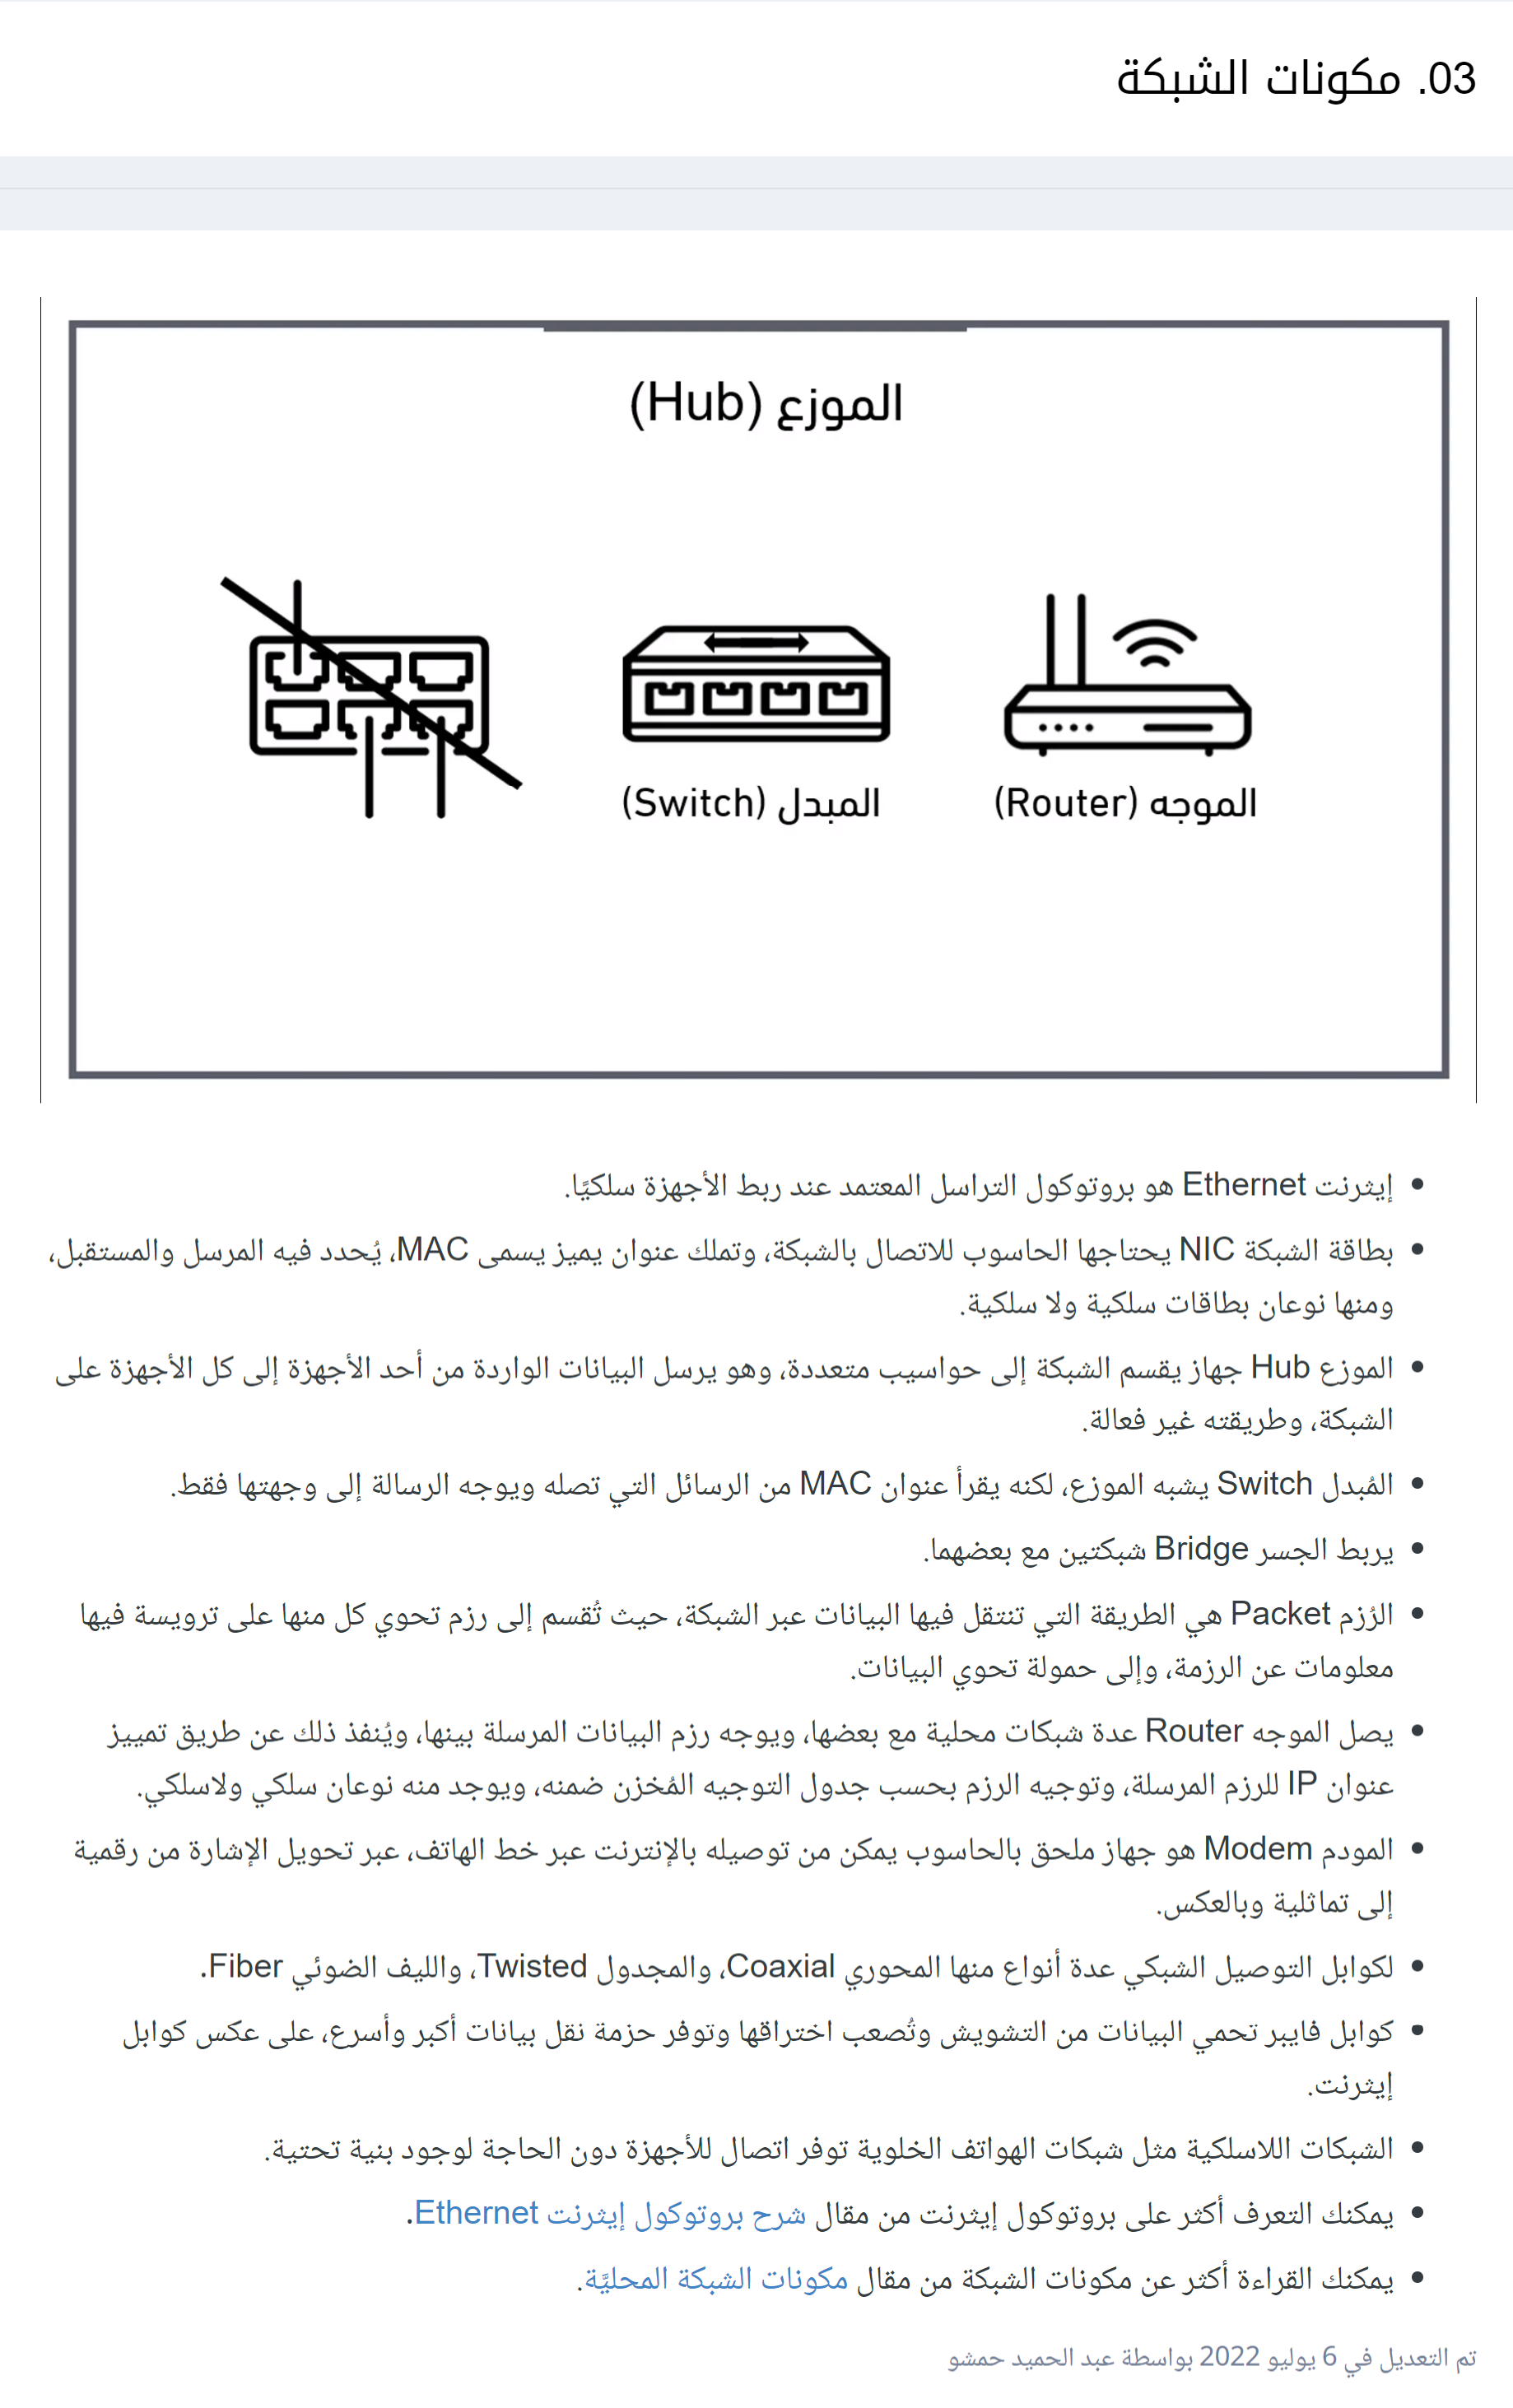 03. مكونات الشبكة
الموزع (Hub)
الموجه (Router)
المبدل (Switch)
إيثرنت Ethernet هو بروتوكول التراسل المعتمد عند ربط الأجهزة سلكيًا.
بطاقة الشبكة NIC يحتاجها الحاسوب للاتصال بالشبكة، وتملك عنوان يميز يسمى MAC، يُحدد فيه المرسل والمستقبل،
ومنها نوعان بطاقات سلكية ولا سلكية.
الموزع Hub جهاز يقسم الشبكة إلى حواسيب متعددة، وهو يرسل البيانات الواردة من أحد الأجهزة إلى كل الأجهزة على
الشبكة، وطريقته غير فعالة.
المُبدل Switch يشبه الموزع، لكنه يقرأ عنوان MAC من الرسائل التي تصله ويوجه الرسالة إلى وجهتها فقط.
يربط الجسر Bridge شبكتين مع بعضهما.
الرُزم Packet هي الطريقة التي تنتقل فيها البيانات عبر الشبكة، حيث تُقسم إلى رزم تحوي كل منها على ترويسة فيها
معلومات عن الرزمة، وإلى حمولة تحوي البيانات.
يصل الموجه Router عدة شبكات محلية مع بعضها، ويوجه رزم البيانات المرسلة بينها، ويُنفذ ذلك عن طريق تمييز
عنوان IP للرزم المرسلة، وتوجيه الرزم بحسب جدول التوجيه المُخزن ضمنه، ويوجد منه نوعان سلكي ولاسلكي.
المودم Modem هو جهاز ملحق بالحاسوب يمكن من توصيله بالإنترنت عبر خط الهاتف، عبر تحويل الإشارة من رقمية
إلى تماثلية وبالعكس.
لكوابل التوصيل الشبكي عدة أنواع منها المحوري Coaxial، والمجدول Twisted، والليف الضوئي Fiber.
كوابل فايبر تحمي البيانات من التشويش وتُصعب اختراقها وتوفر حزمة نقل بيانات أكبر وأسرع، على عكس كوابل
إيثرنت.
الشبكات اللاسلكية مثل شبكات الهواتف الخلوية توفر اتصال للأجهزة دون الحاجة لوجود بنية تحتية.
يمكنك التعرف أكثر على بروتوكول إيثرنت من مقال شرح بروتوكول إيثرنت Ethernet.
يمكنك القراءة أكثر عن مكونات الشبكة من مقال مكونات الشبكة المحليَّة.
تم التعديل في 6 يوليو 2022 بواسطة عبد الحميد حمشو